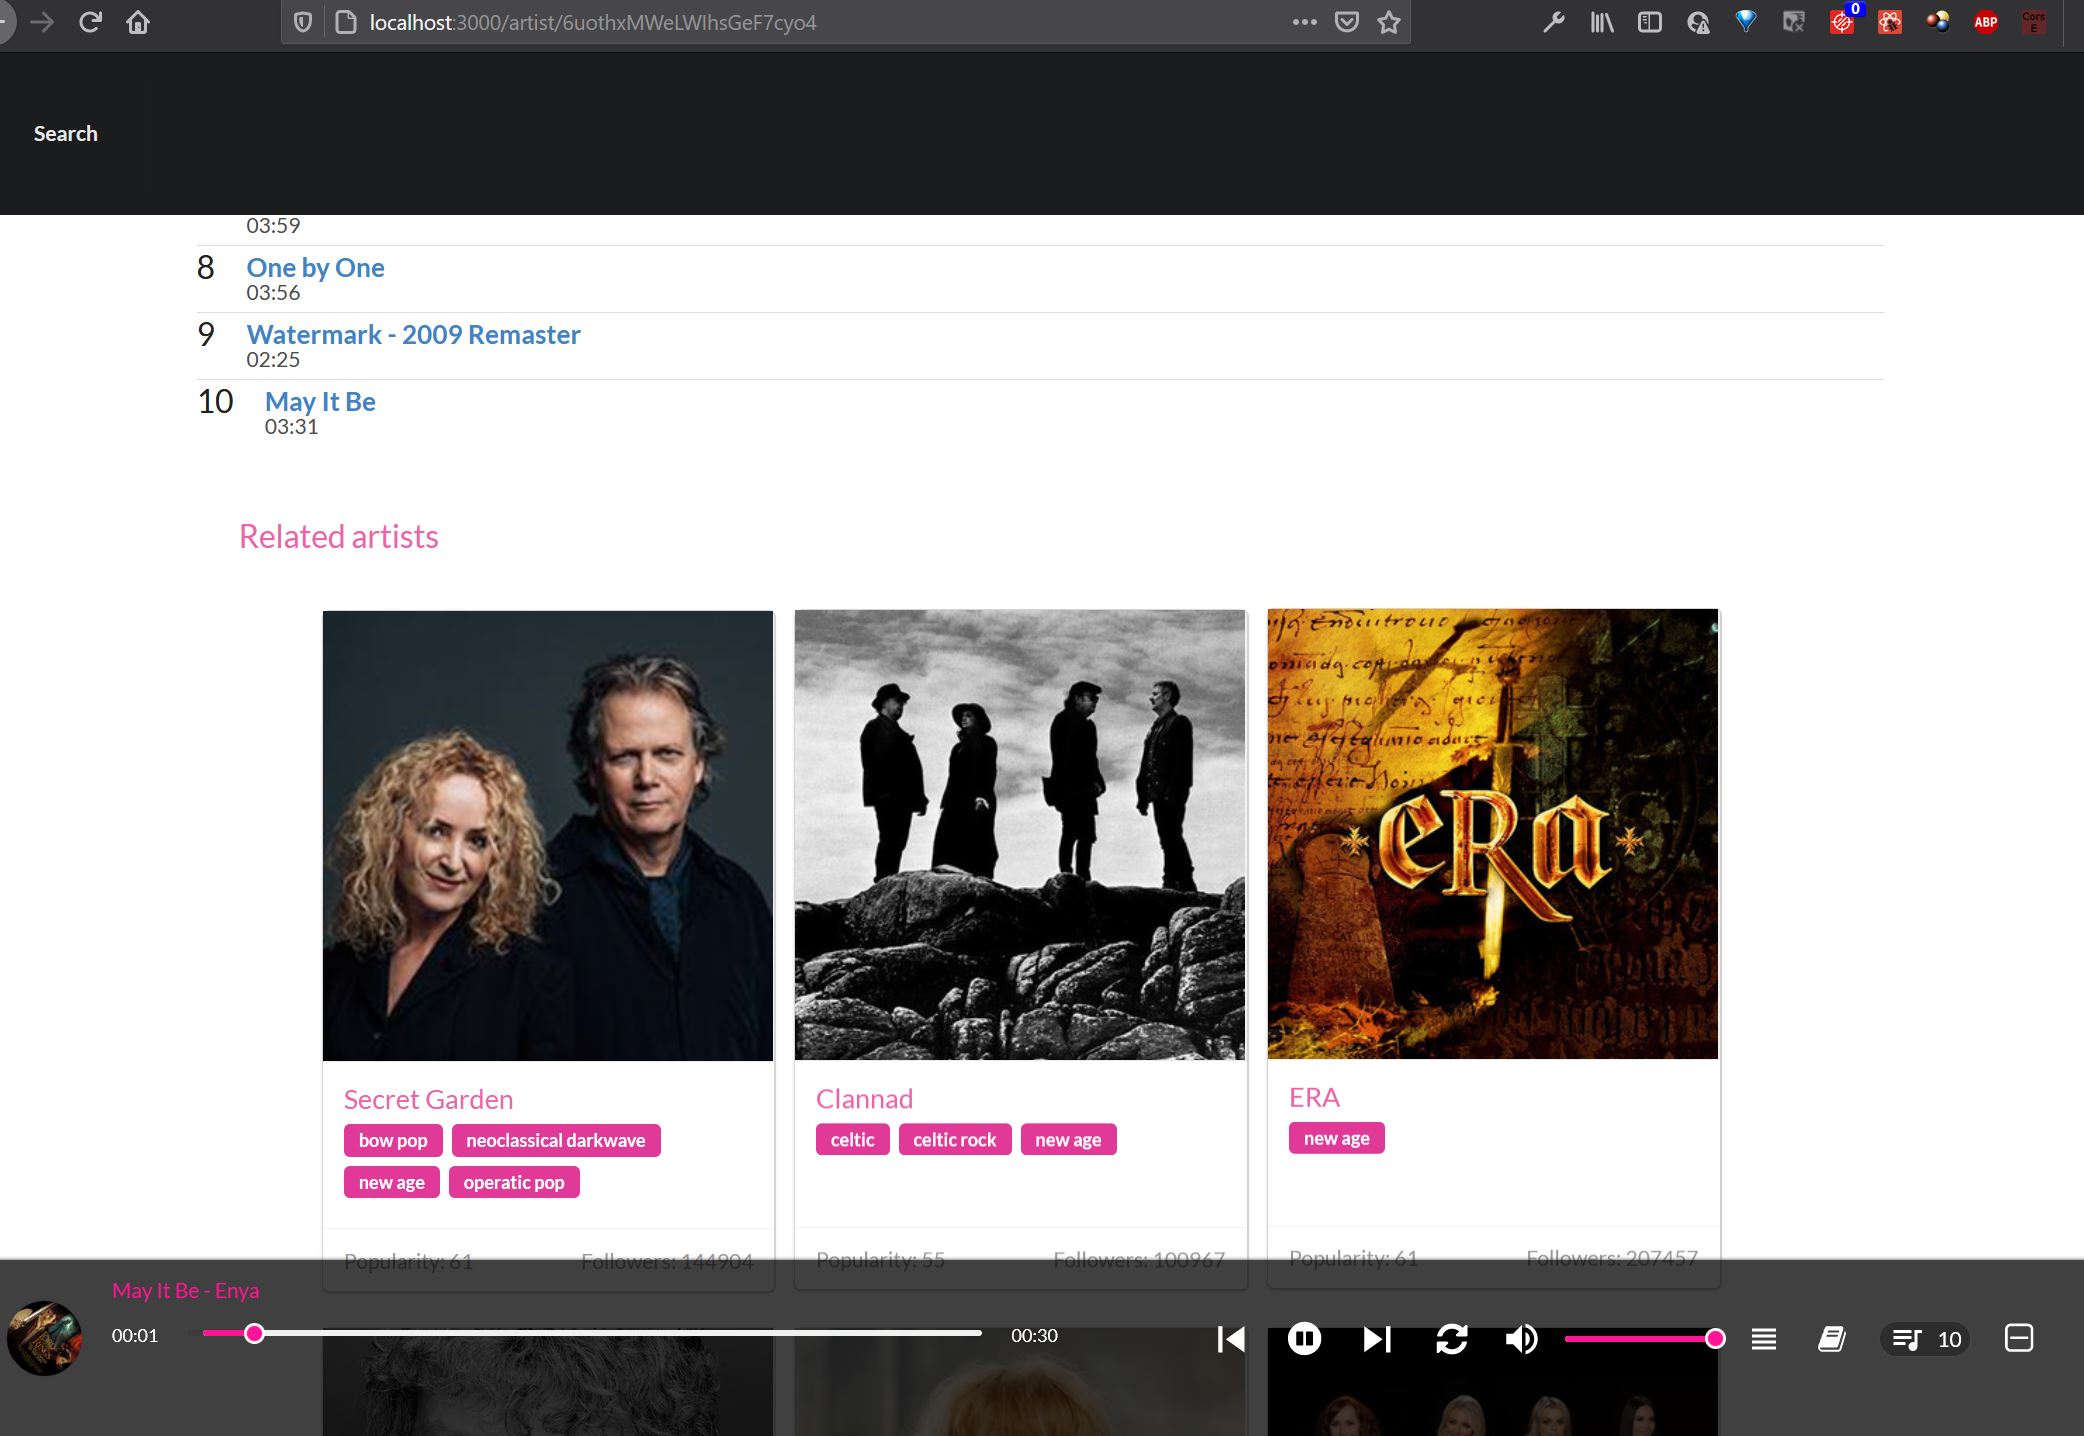 localhost:3000/artist/6uothxMWeLWIhsGeF7cyo4
0
ABP
Cors
E
Search
03:59
8 One by One
03:56
9 Watermark - 2009 Remaster
02:25
10 May It Be
03:31
Related artists
eRa
Secret Garden
bow pop neoclassical darkwave
new age operatic pop
Popularity: 61 Followers: 144904
Clannad
celtic celtic rock new age
Popularity: 55 Followers: 100967
ERA
new age
Popularity: 61 Followers: 207457
May It Be - Enya
00:01 00:30
10